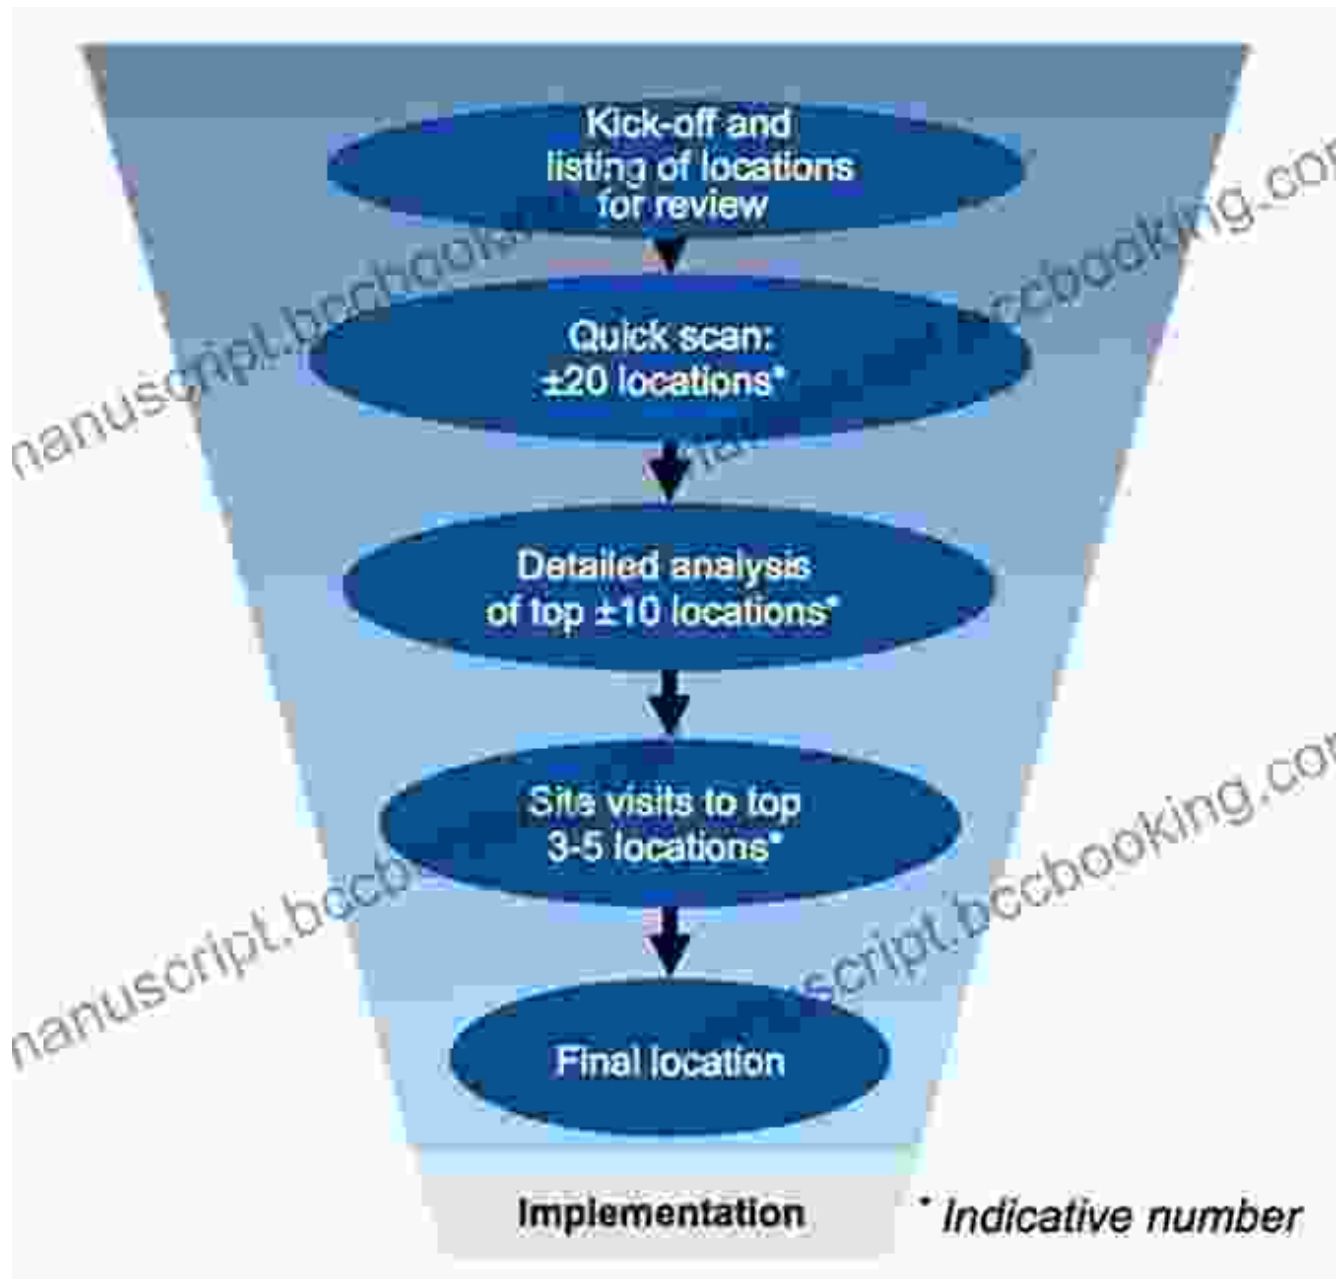 Kick-off and
listing of locations
for review
Quick scan:
±20 locations*
Detailed analysis
of top ±10 locations*
Site visits to top
3-5 locations*
Final location
Implementation
* Indicative number